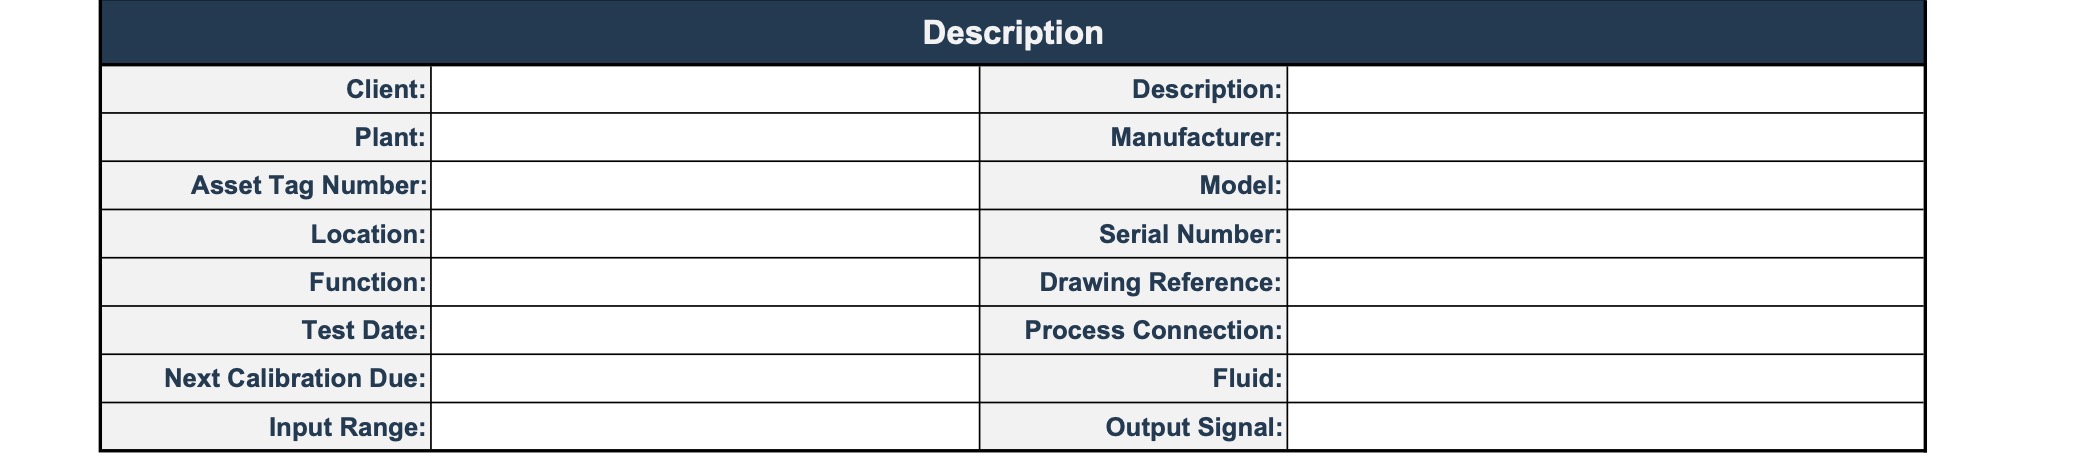 Description
Client: Description:
Plant: Manufacturer:
Asset Tag Number: Model:
Location: Serial Number:
Function: Drawing Reference:
Test Date: Process Connection:
Next Calibration Due: Fluid:
Input Range: Output Signal: